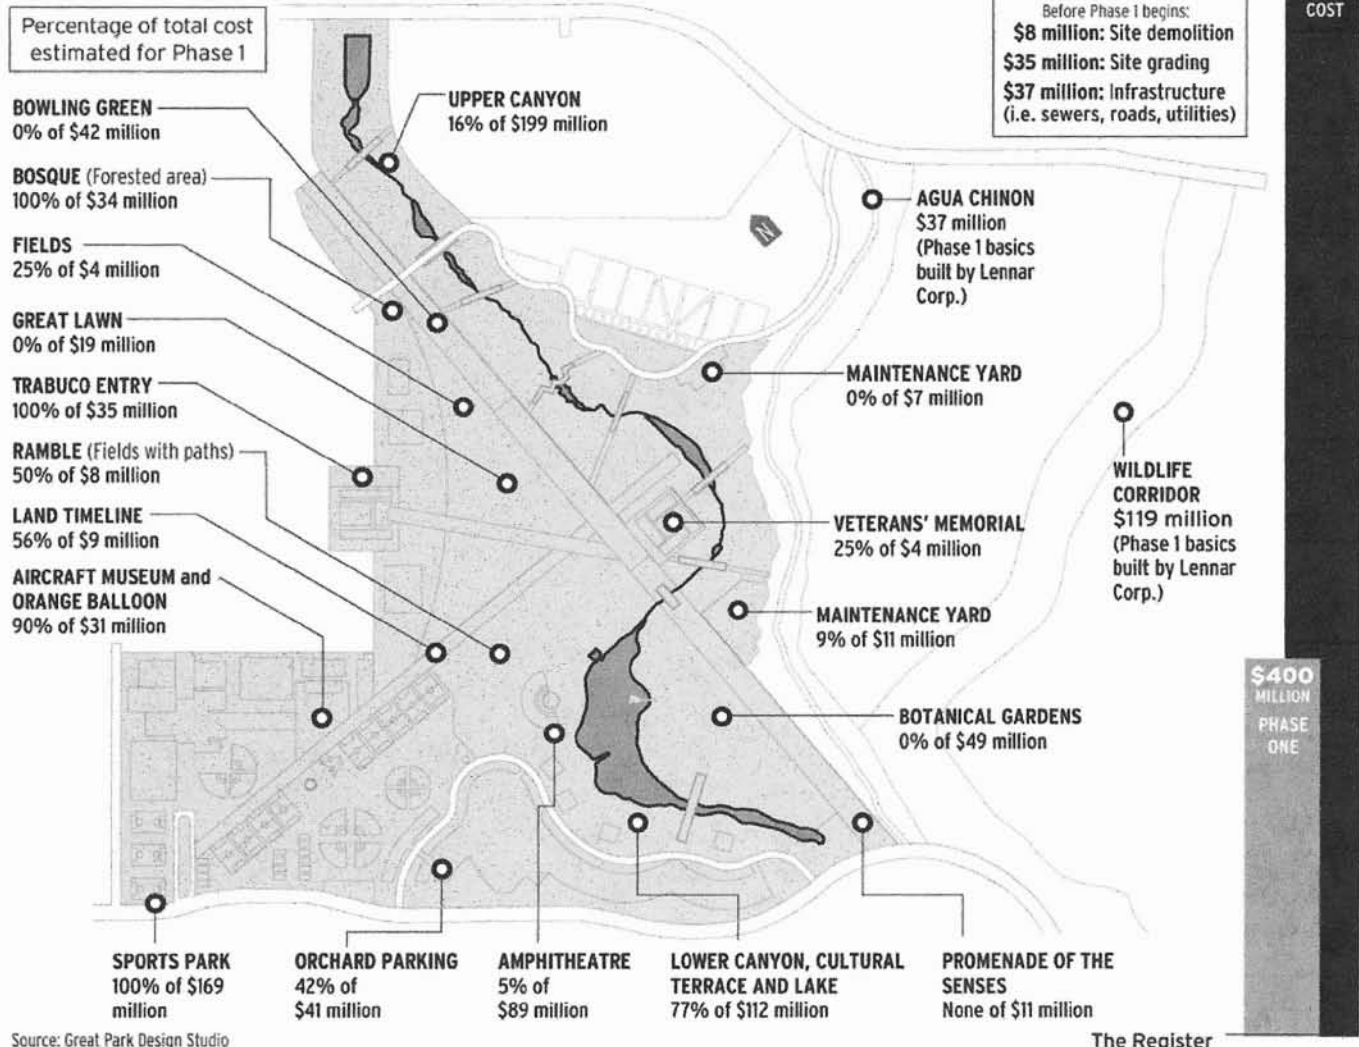 Percentage of total cost
estimated for Phase 1
Before Phase 1 begins:
$8 million: Site demolition
$35 million: Site grading
$37 million: Infrastructure
(i.e. sewers, roads, utilities)
COST
BOWLING GREEN
0% of $42 million
BOSQUE (Forested area)
100% of $34 million
FIELDS
25% of $4 million
GREAT LAWN
0% of $19 million
TRABUCO ENTRY
100% of $35 million
RAMBLE (Fields with paths)
50% of $8 million
LAND TIMELINE
56% of $9 million
AIRCRAFT MUSEUM and
ORANGE BALLOON
90% of $31 million
UPPER CANYON
16% of $199 million
N
AGUA CHINON
$37 million
(Phase 1 basics
built by Lennar
Corp.)
MAINTENANCE YARD
0% of $7 million
WILDLIFE
CORRIDOR
$119 million
(Phase 1 basics
built by Lennar
Corp.)
VETERANS' MEMORIAL
25% of $4 million
MAINTENANCE YARD
9% of $11 million
BOTANICAL GARDENS
0% of $49 million
$400
MILLION
PHASE
ONE
SPORTS PARK
100% of $169
million
ORCHARD PARKING
42% of
$41 million
AMPHITHEATRE
5% of
$89 million
LOWER CANYON, CULTURAL
TERRACE AND LAKE
77% of $112 million
PROMENADE OF THE
SENSES
None of $11 million
Source: Great Park Design Studio
The Register